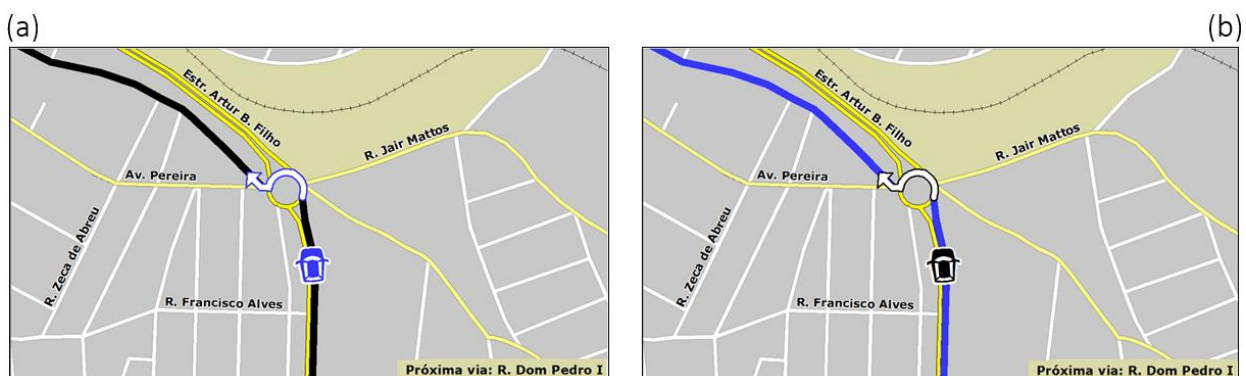 (a)
(b)
Estr. Artur B. Filho
R. Jair Mattos
Av. Pereira
R. Zeca de Abreu
R. Francisco Alves
Próxima via: R. Dom Pedro I
Estr. Artur B. Filho
R. Jair Mattos
Av. Pereira
R. Zeca de Abreu
R. Francisco Alves
Próxima via: R. Dom Pedro I